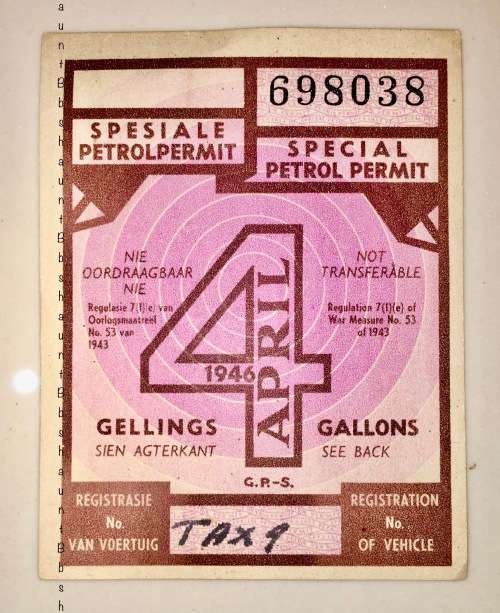 698038
SPESIALE
PETROLPERMIT
SPECIAL
PETROL PERMIT
NIE
OORDRAAGBAAR
NIE
Regulasie 7(1)(e) van
Oorlogsmaatreël
No. 53 van
1943
NOT
TRANSFERABLE
Regulation 7(1)(e) of
War Measure No. 53
of 1943
4
1946
APRIL
GELLINGS
SIEN AGTERKANT
GALLONS
SEE BACK
G.P.-S.
REGISTRASIE
No.
VAN VOERTUIG
TAX 9
REGISTRATION
No.
OF VEHICLE